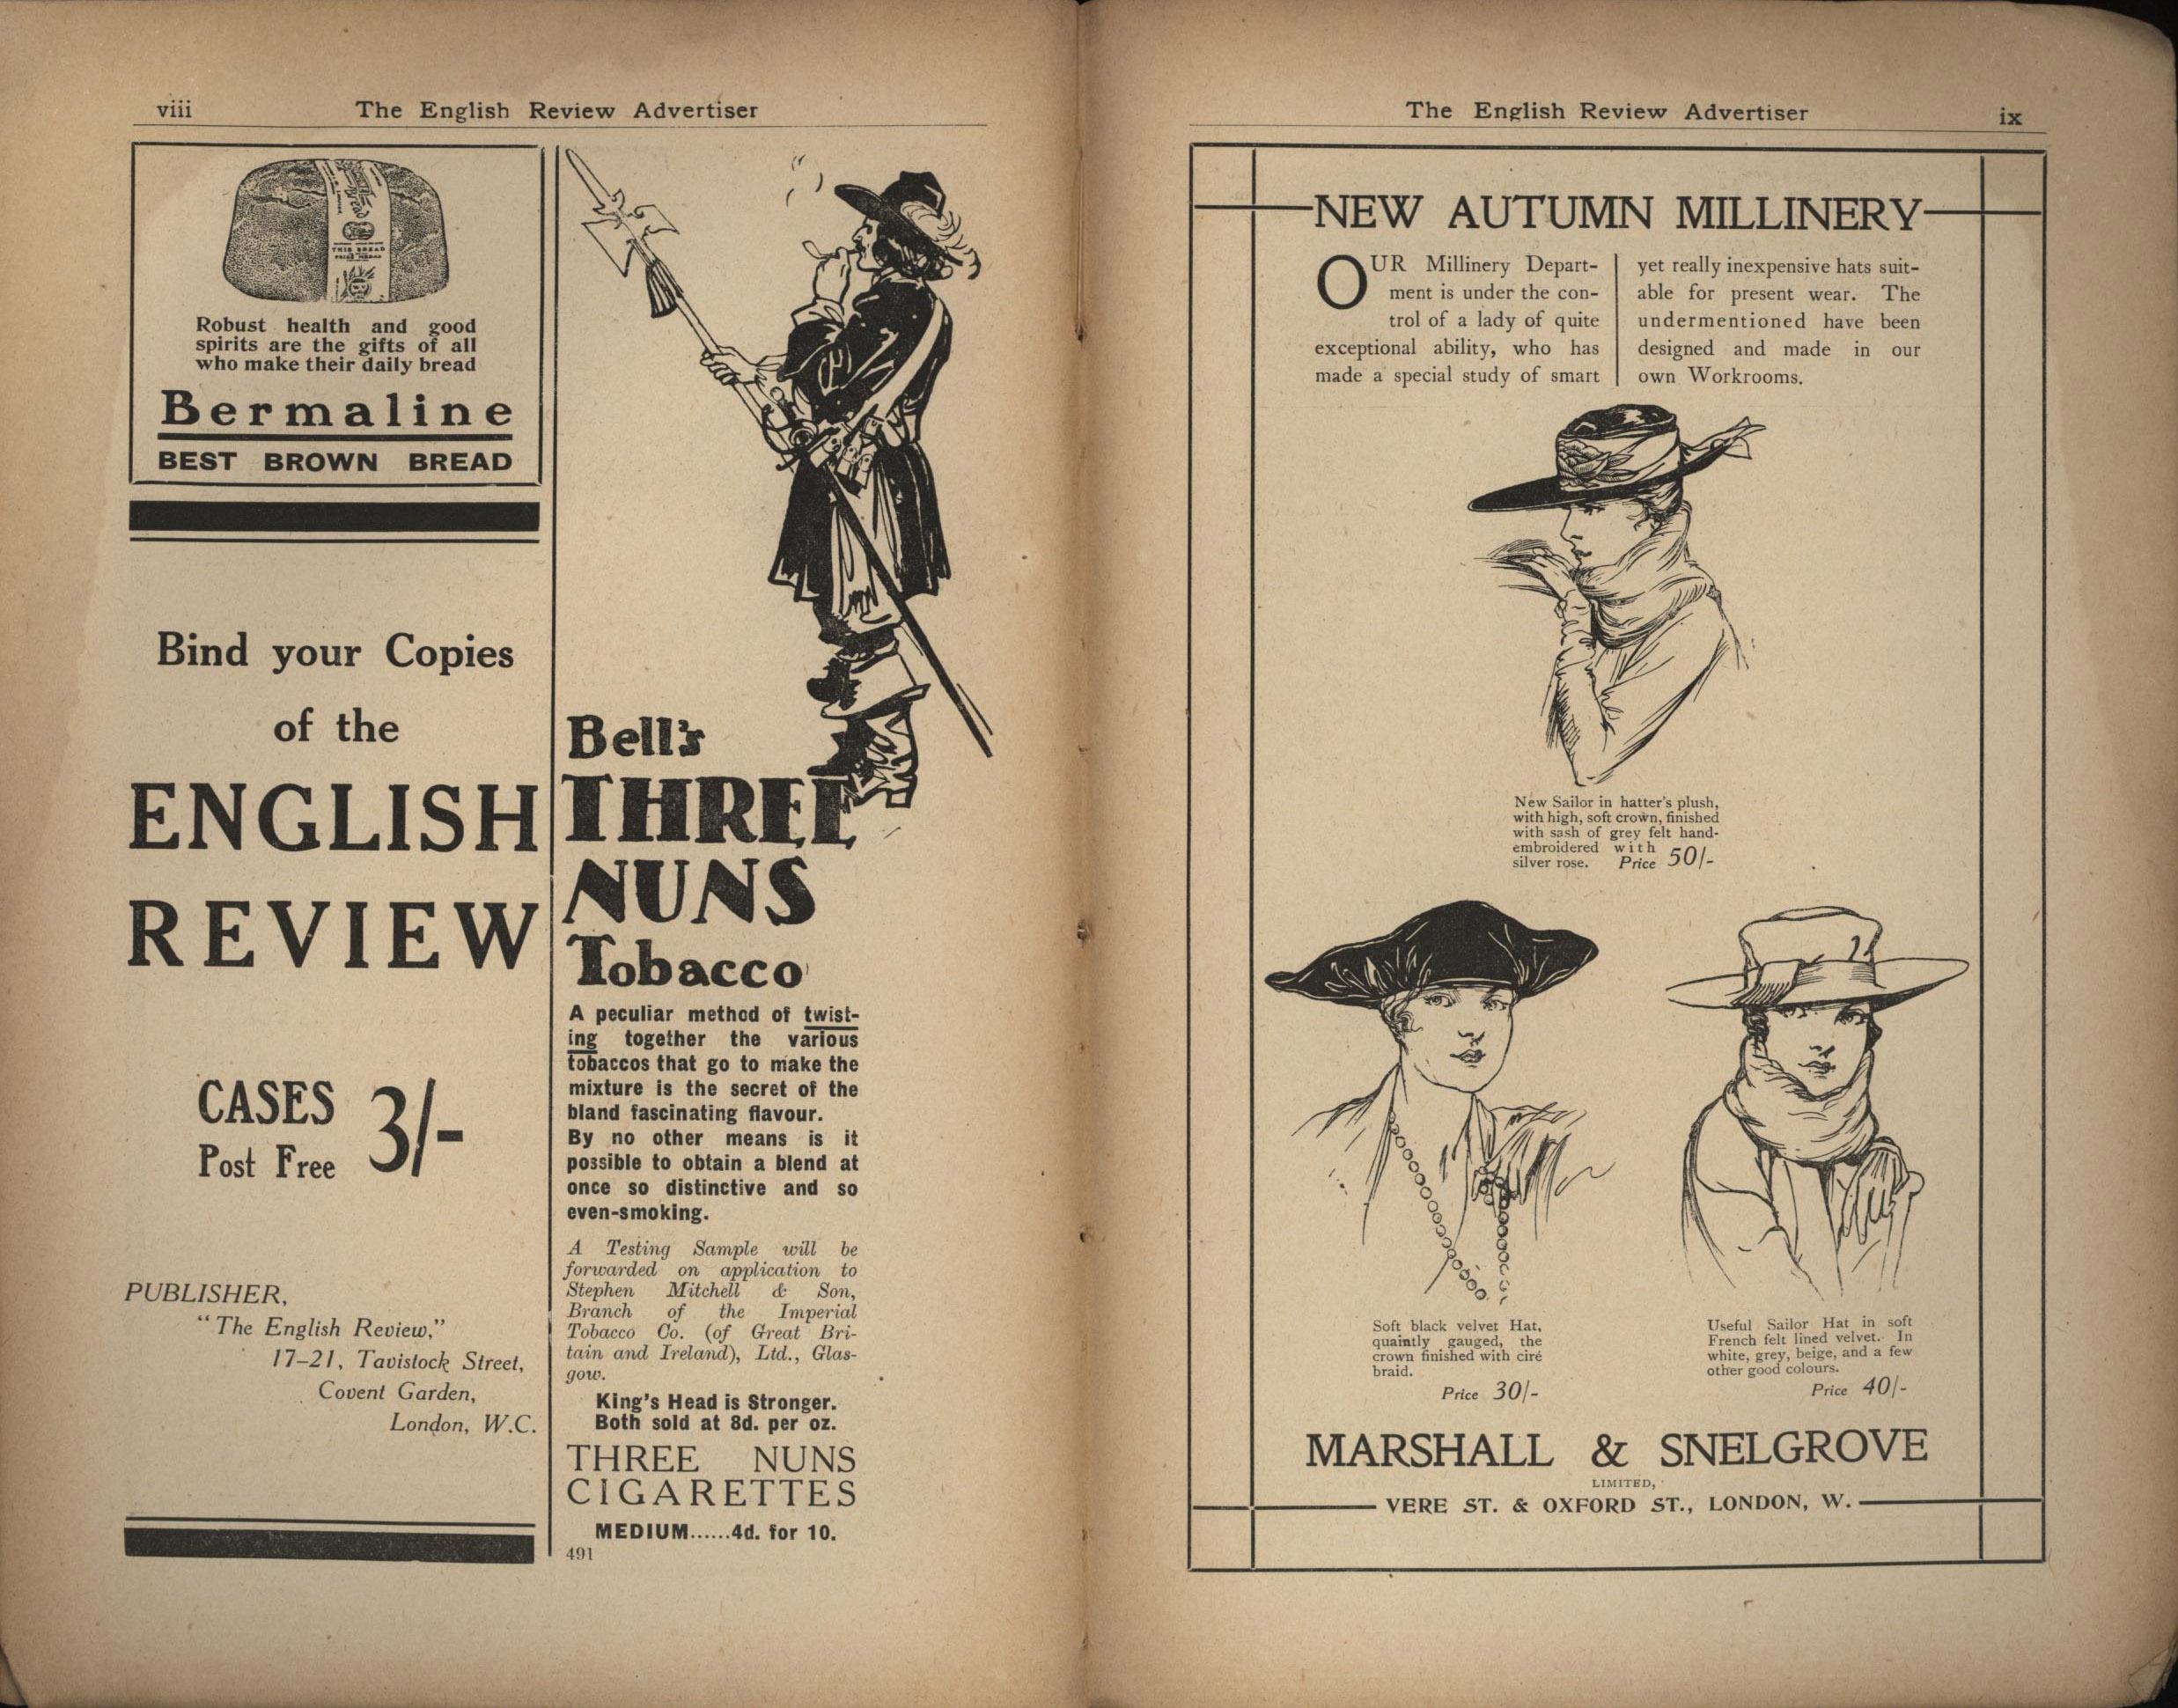 viii
The English Review Advertiser
THIS BREAD
Robust health and good
spirits are the gifts of all
who make their daily bread
Bermaline
BEST BROWN BREAD
Bind your Copies
of the
ENGLISH
REVIEW
CASES
Post Free
3/-
PUBLISHER,
"The English Review,"
17–21, Tavistock Street,
Covent Garden,
London, W.C.
Bell's
THREE
NUNS
Tobacco
A peculiar method of twist-
ing together the various
tobaccos that go to make the
mixture is the secret of the
bland fascinating flavour.
By no other means is it
possible to obtain a blend at
once so distinctive and so
even-smoking.
A Testing Sample will be
forwarded on application to
Stephen Mitchell & Son,
Branch of the Imperial
Tobacco Co. (of Great Bri-
tain and Ireland), Ltd., Glas-
gow.
King's Head is Stronger.
Both sold at 8d. per oz.
THREE NUNS
CIGARETTES
MEDIUM......4d. for 10.
491
The English Review Advertiser
ix
NEW AUTUMN MILLINERY
OUR Millinery Depart-
ment is under the con-
trol of a lady of quite
exceptional ability, who has
made a special study of smart
yet really inexpensive hats suit-
able for present wear. The
undermentioned have been
designed and made in our
own Workrooms.
New Sailor in hatter's plush,
with high, soft crown, finished
with sash of grey felt hand-
embroidered with
silver rose. Price 50/-
Soft black velvet Hat,
quaintly gauged, the
crown finished with ciré
braid.
Price 30/-
Useful Sailor Hat in soft
French felt lined velvet. In
white, grey, beige, and a few
other good colours.
Price 40/-
MARSHALL & SNELGROVE
LIMITED,
VERE ST. & OXFORD ST., LONDON, W.